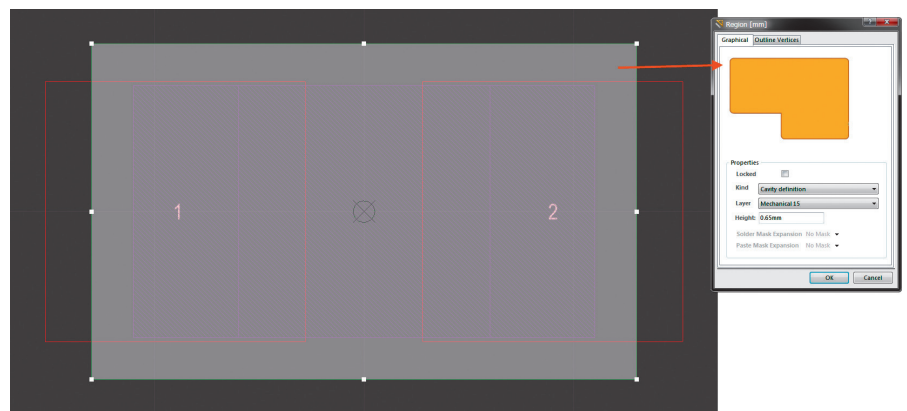 1
2
Region [mm]
Graphical Outline Vertices
Properties
Locked
Kind Cavity definition
Layer Mechanical 15
Height: 0.65mm
Solder Mask Expansion No Mask
Paste Mask Expansion No Mask
OK Cancel